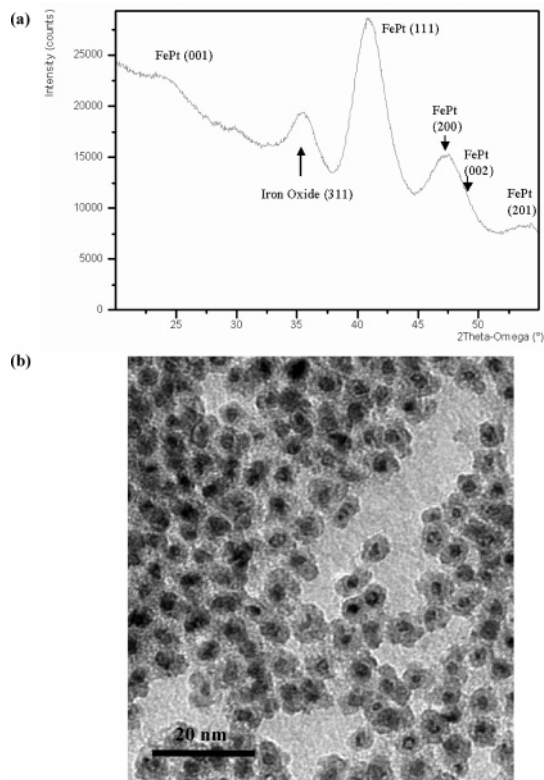 (a)
Intensity (counts)
25000
20000
15000
10000
5000
0
FePt (001)
FePt (111)
FePt
(200)
FePt
(002)
FePt
(201)
Iron Oxide (311)
25
30
35
40
45
50
2Theta-Omega (°)
(b)
20 nm